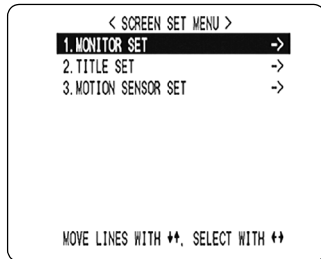 < SCREEN SET MENU >
1. MONITOR SET ->
2. TITLE SET ->
3. MOTION SENSOR SET ->
MOVE LINES WITH ↓↑, SELECT WITH ←→